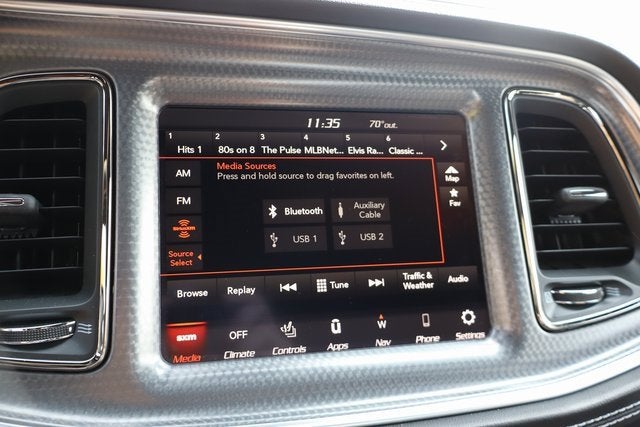 11:35 70° out.
1 2 3 4 5 6
Hits 1 80s on 8 The Pulse MLBNet... Elvis Ra... Classic ...
Media Sources
Press and hold source to drag favorites on left.
AM
FM
SiriusXM
Source
Select
Bluetooth
Auxiliary
Cable
USB 1
USB 2
Map
Fav
Browse
Replay
Tune
Traffic &
Weather
Audio
sxm
OFF
W
Media
Climate
Controls
Apps
Nav
Phone
Settings